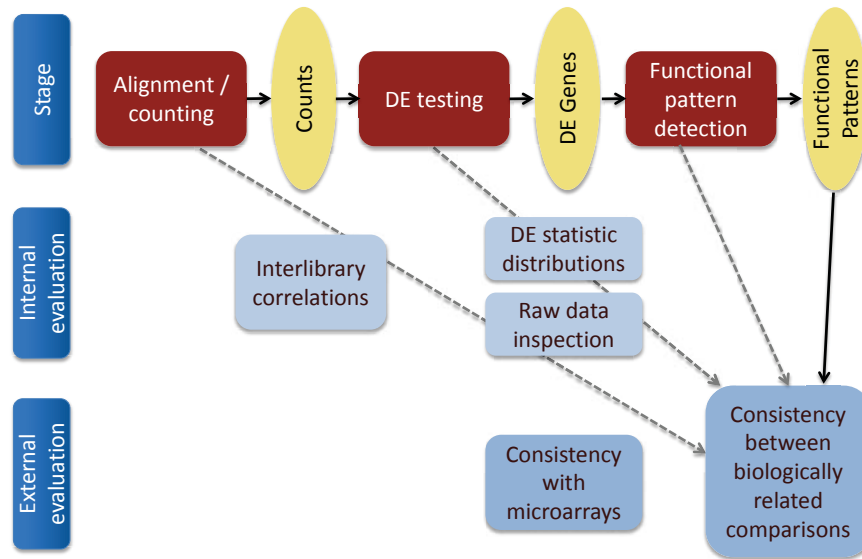 Stage
Alignment /
counting
Counts
DE testing
DE Genes
Functional
pattern
detection
Functional
Patterns
Internal
evaluation
Interlibrary
correlations
DE statistic
distributions
Raw data
inspection
External
evaluation
Consistency
with
microarrays
Consistency
between
biologically
related
comparisons